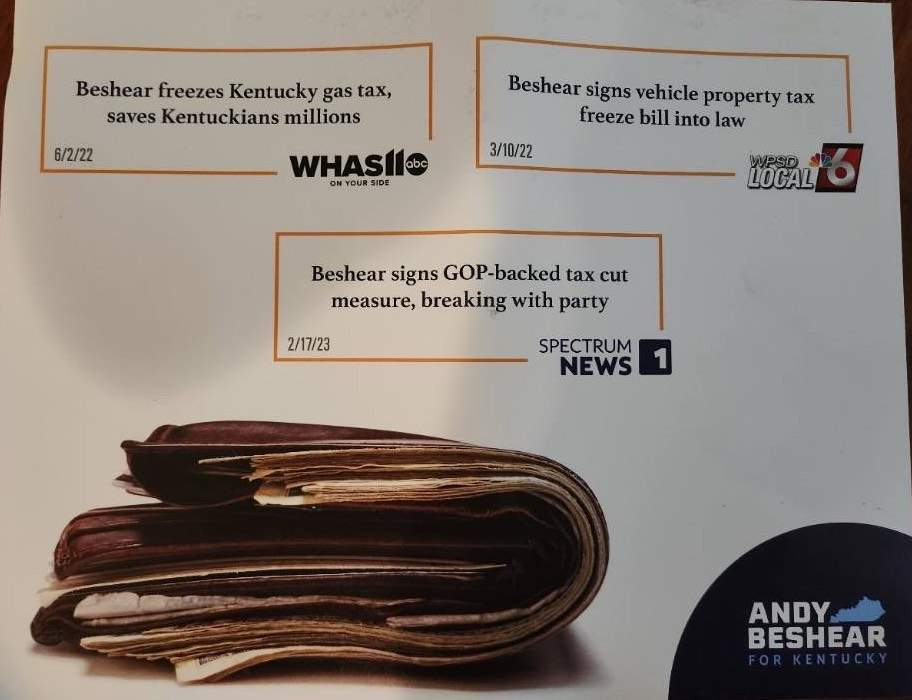 Beshear freezes Kentucky gas tax,
saves Kentuckians millions
6/2/22
WHAS11 abc
ON YOUR SIDE
Beshear signs vehicle property tax
freeze bill into law
3/10/22
WPSD
LOCAL 6
Beshear signs GOP-backed tax cut
measure, breaking with party
2/17/23
SPECTRUM
NEWS 1
ANDY
BESHEAR
FOR KENTUCKY